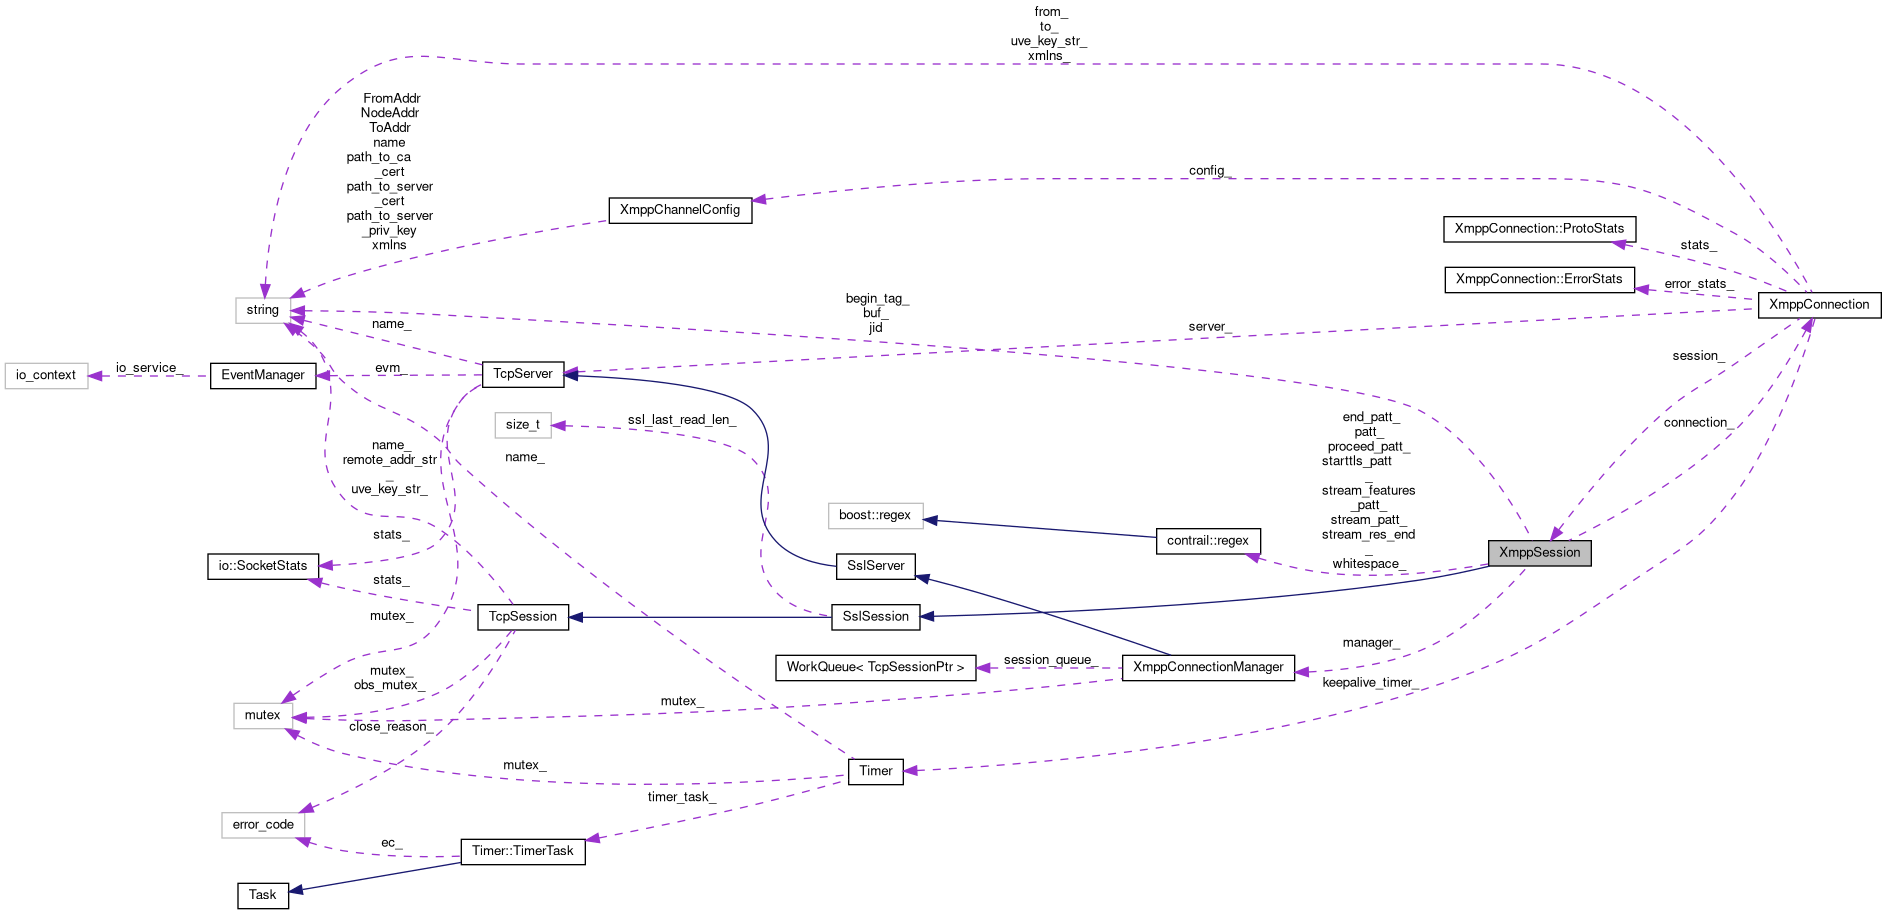 from_
to_
uve_key_str_
xmlns_
FromAddr
NodeAddr
ToAddr
name
path_to_ca
_cert
path_to_server
_cert
path_to_server
_priv_key
xmlns
config_
XmppChannelConfig
XmppConnection::ProtoStats
stats_
XmppConnection::ErrorStats
error_stats_
XmppConnection
string
name_
begin_tag_
buf_
jid
server_
session_
io_context
io_service_
EventManager
evm_
TcpServer
size_t
ssl_last_read_len_
connection_
end_patt_
patt_
proceed_patt_
starttls_patt
_
stream_features
_patt_
stream_patt_
stream_res_end
_
whitespace_
name_
remote_addr_str
_
uve_key_str_
name_
boost::regex
contrail::regex
XmppSession
stats_
io::SocketStats
stats_
SslServer
TcpSession
SslSession
mutex_
manager_
WorkQueue< TcpSessionPtr >
session_queue_
XmppConnectionManager
mutex_
obs_mutex_
keepalive_timer_
mutex_
mutex
close_reason_
mutex_
Timer
timer_task_
error_code
ec_
Timer::TimerTask
Task